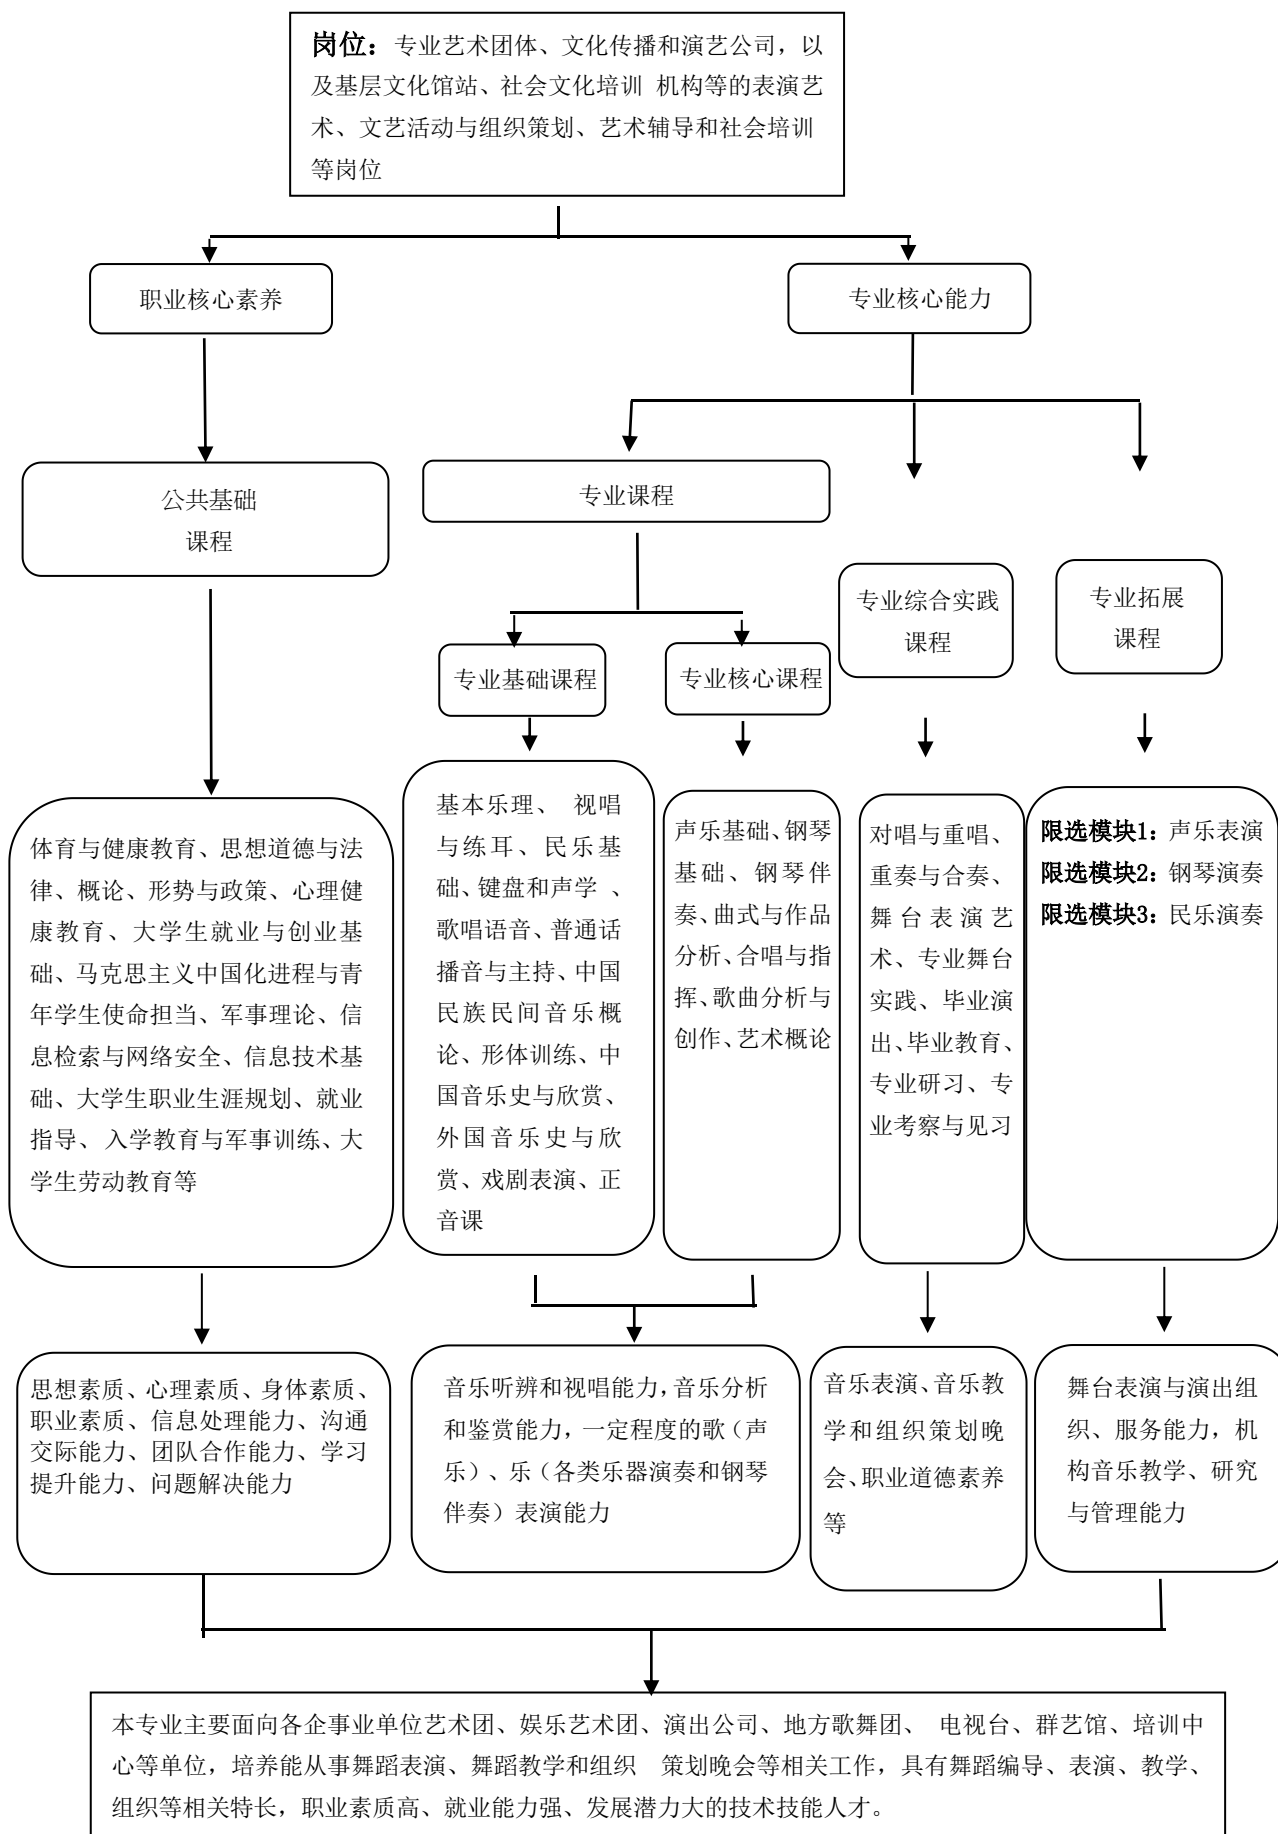 岗位：专业艺术团体、文化传播和演艺公司，以
及基层文化馆站、社会文化培训 机构等的表演艺
术、文艺活动与组织策划、艺术辅导和社会培训
等岗位
职业核心素养
专业核心能力
公共基础
课程
专业课程
专业综合实践
课程
专业拓展
课程
专业基础课程
专业核心课程
体育与健康教育、思想道德与法
律、概论、形势与政策、心理健
康教育、大学生就业与创业基
础、马克思主义中国化进程与青
年学生使命担当、军事理论、信
息检索与网络安全、信息技术基
础、大学生职业生涯规划、就业
指导、入学教育与军事训练、大
学生劳动教育等
基本乐理、 视唱
与练耳、民乐基
础、键盘和声学 、
歌唱语音、普通话
播音与主持、中国
民族民间音乐概
论、形体训练、中
国音乐史与欣赏、
外国音乐史与欣
赏、戏剧表演、正
音课
声乐基础、钢琴
基础、钢琴伴
奏、曲式与作品
分析、合唱与指
挥、歌曲分析与
创作、艺术概论
对唱与重唱、
重奏与合奏、
舞台表演艺
术、专业舞台
实践、毕业演
出、毕业教育、
专业研习、专
业考察与见习
限选模块1：声乐表演
限选模块2：钢琴演奏
限选模块3：民乐演奏
思想素质、心理素质、身体素质、
职业素质、信息处理能力、沟通
交际能力、团队合作能力、学习
提升能力、问题解决能力
音乐听辨和视唱能力，音乐分析
和鉴赏能力，一定程度的歌（声
乐）、乐（各类乐器演奏和钢琴
伴奏）表演能力
音乐表演、音乐教
学和组织策划晚
会、职业道德素养
等
舞台表演与演出组
织、服务能力，机
构音乐教学、研究
与管理能力
本专业主要面向各企事业单位艺术团、娱乐艺术团、演出公司、地方歌舞团、 电视台、群艺馆、培训中
心等单位，培养能从事舞蹈表演、舞蹈教学和组织 策划晚会等相关工作，具有舞蹈编导、表演、教学、
组织等相关特长，职业素质高、就业能力强、发展潜力大的技术技能人才。